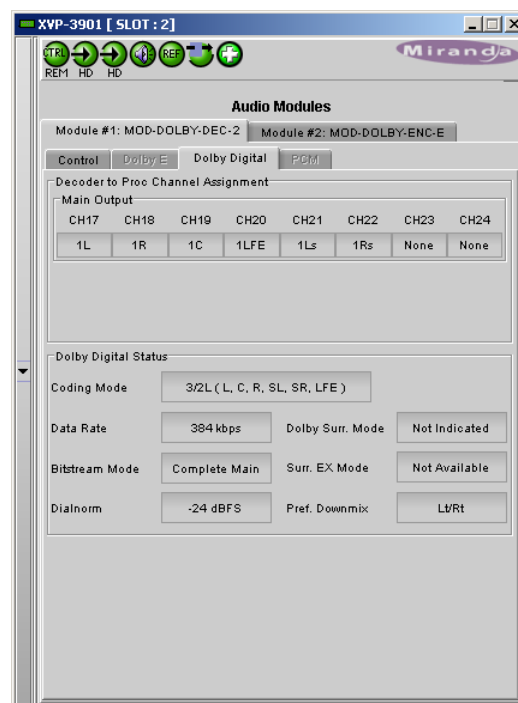 XVP-3901 [ SLOT : 2]
CTRL REF
REM HD HD
Miranda
Audio Modules
Module #1: MOD-DOLBY-DEC-2 Module #2: MOD-DOLBY-ENC-E
Control Dolby E Dolby Digital PCM
Decoder to Proc Channel Assignment
Main Output
CH17 CH18 CH19 CH20 CH21 CH22 CH23 CH24
1L 1R 1C 1LFE 1Ls 1Rs None None
Dolby Digital Status
Coding Mode 3/2L ( L, C, R, SL, SR, LFE )
Data Rate 384 kbps Dolby Surr. Mode Not Indicated
Bitstream Mode Complete Main Surr. EX Mode Not Available
Dialnorm -24 dBFS Pref. Downmix Lt/Rt